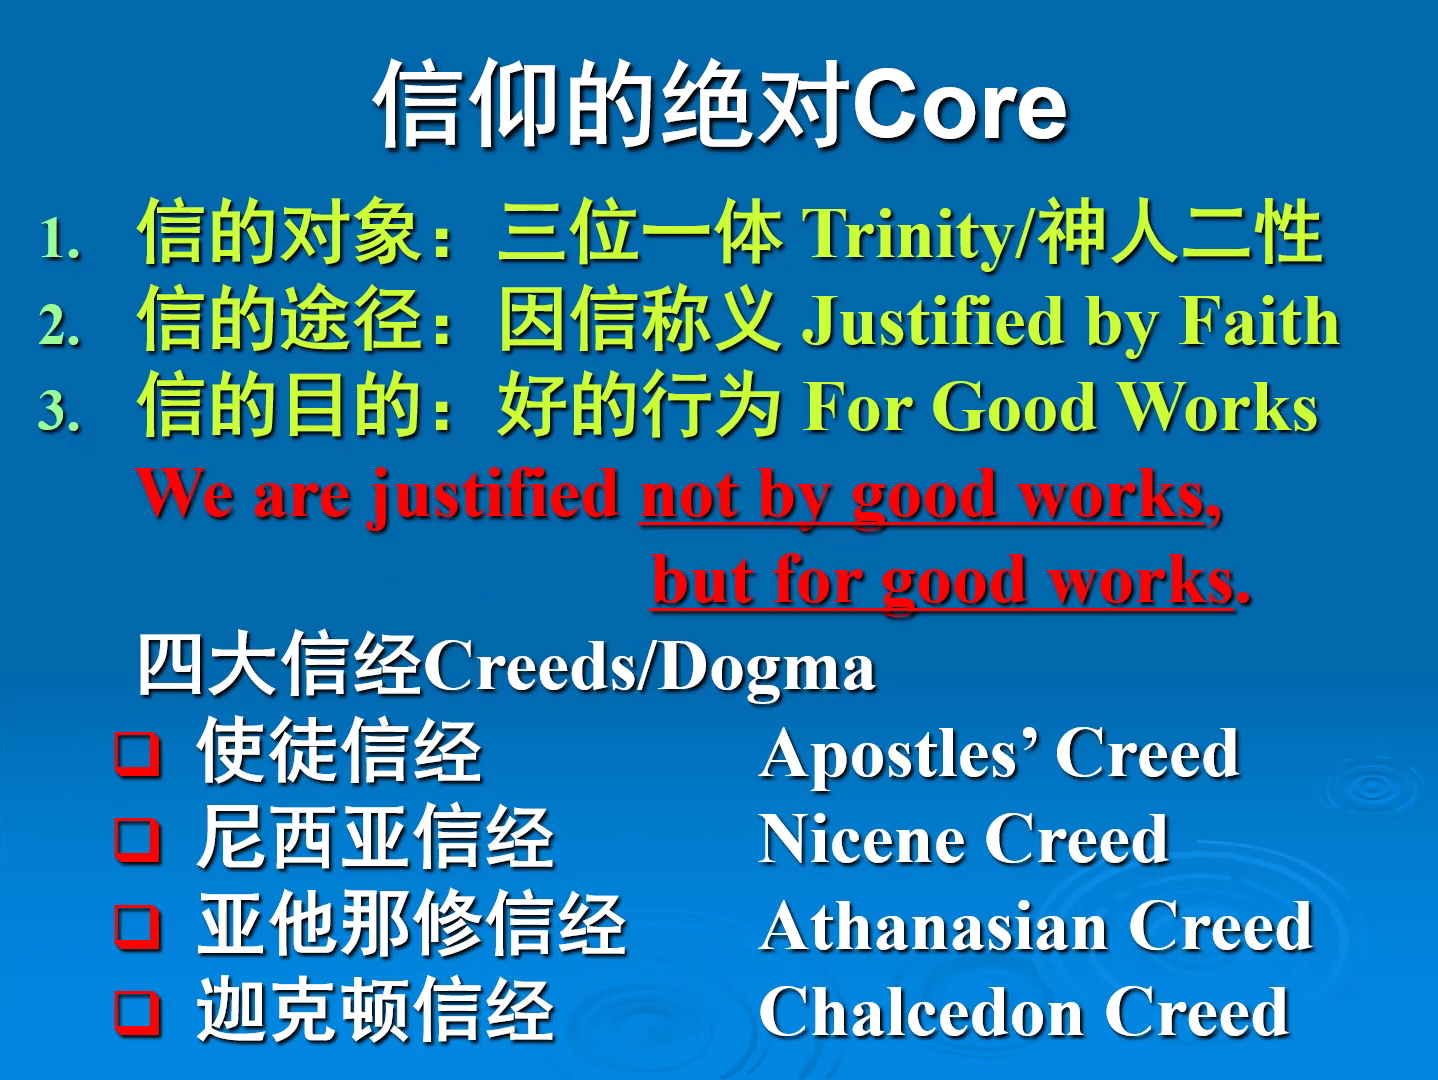 信仰的绝对Core
1. 信的对象：三位一体 Trinity/神人二性
2. 信的途径：因信称义 Justified by Faith
3. 信的目的：好的行为 For Good Works
We are justified not by good works,
but for good works.
四大信经Creeds/Dogma
使徒信经 Apostles’ Creed
尼西亚信经 Nicene Creed
亚他那修信经 Athanasian Creed
迦克顿信经 Chalcedon Creed